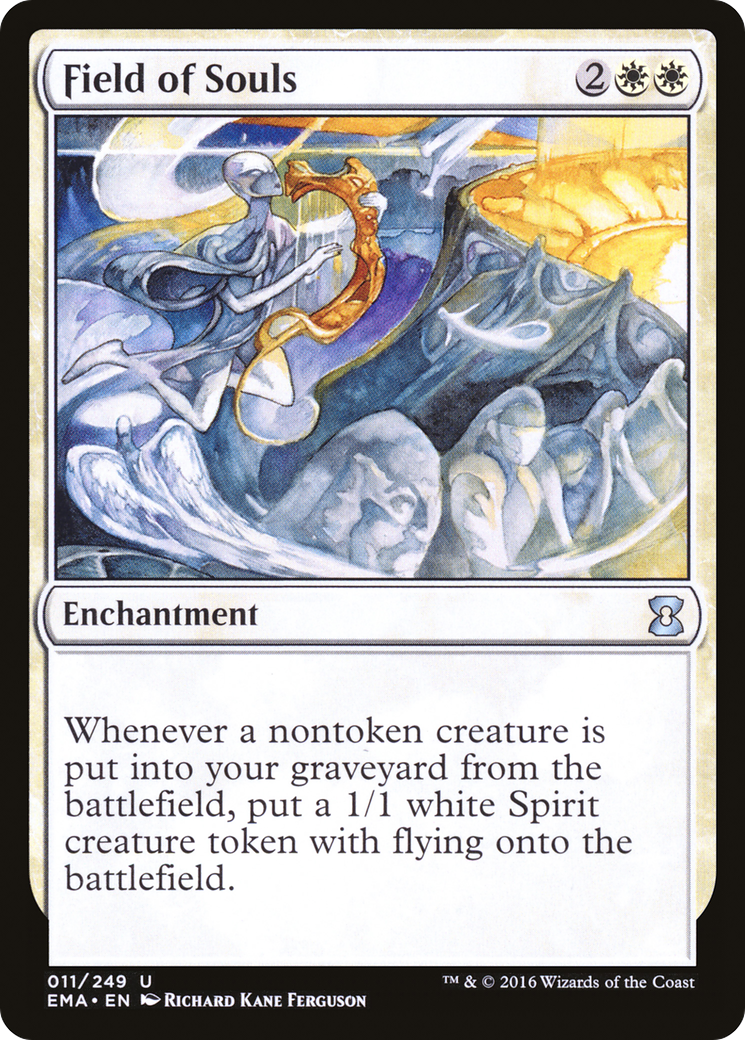 Field of Souls 2
Enchantment
Whenever a nontoken creature is
put into your graveyard from the
battlefield, put a 1/1 white Spirit
creature token with flying onto the
battlefield.
011/249 U
EMA • EN Richard Kane Ferguson
™ & © 2016 Wizards of the Coast